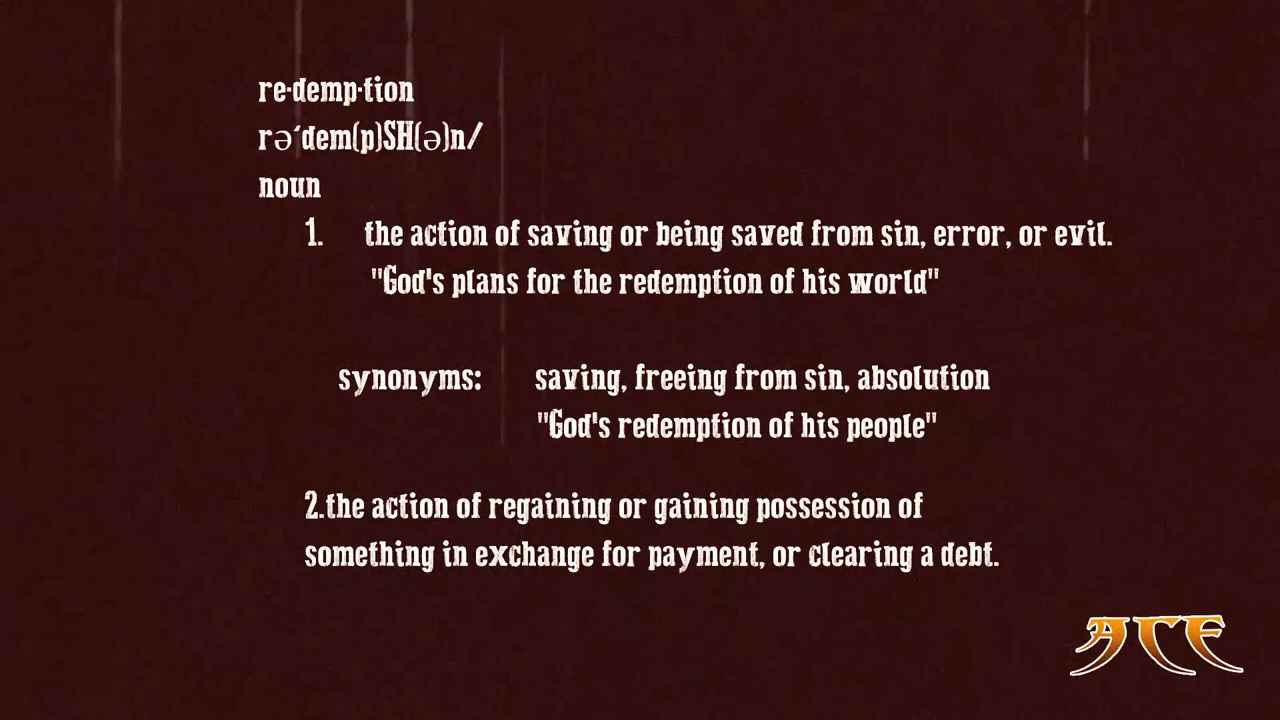 re·demp·tion
rəˈdem(p)SH(ə)n/
noun
1. the action of saving or being saved from sin, error, or evil.
"God's plans for the redemption of his world"
synonyms: saving, freeing from sin, absolution
"God's redemption of his people"
2.the action of regaining or gaining possession of
something in exchange for payment, or clearing a debt.
ACE